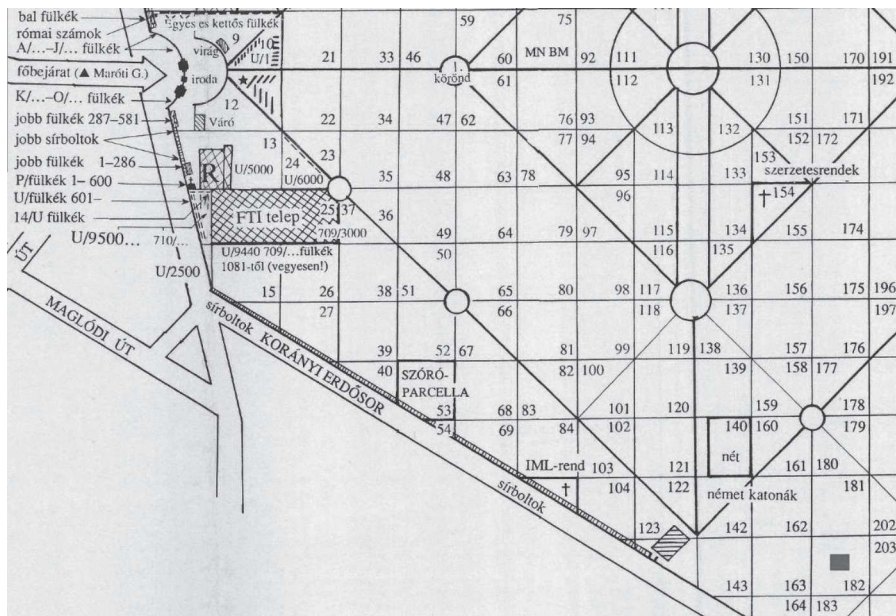 bal fülkék
római számok
A/...–J/... fülkék
főbejárat (▲ Maróti G.)
K/...–O/... fülkék
jobb fülkék 287–581
jobb sírboltok
jobb fülkék 1–286
P/fülkék 1– 600
U/fülkék 601–
14/U fülkék
U/9500... 710/...
U/2500
egyes és kettős fülkék
virág
9
10
U/1
iroda
12
Váró
13
R
U/5000
24
U/6000
23
FTI telep
25 37
709/3000
U/9440 709/...fülkék
1081-től (vegyesen!)
ÚT
MAGLÓDI ÚT
sírboltok KORÁNYI ERDŐSOR
sírboltok
59 75
MN BM
21 33 46 60 92 111 130 150 170 191
1.
körönd
61 112 131 192
22 34 47 62 76 93 113 132 151 171
77 94 152 172
153
szerzetesrendek
35 48 63 78 95 114 133 154
96
36
49 64 79 97 115 134 155 174
50 116 135
15 26 38 51 65 80 98 117 136 156 175 196
27 66 118 137 197
39 52 67 81 99 119 138 157 176
40 82 100 139 158 177
SZÓRÓ-
PARCELLA
53 68 83 101 120 159 178
54 69 84 102 140 160 179
nét
IML-rend 103 121 161 180
104 122 német katonák 181
123 142 162 202
203
143 163 182
164 183